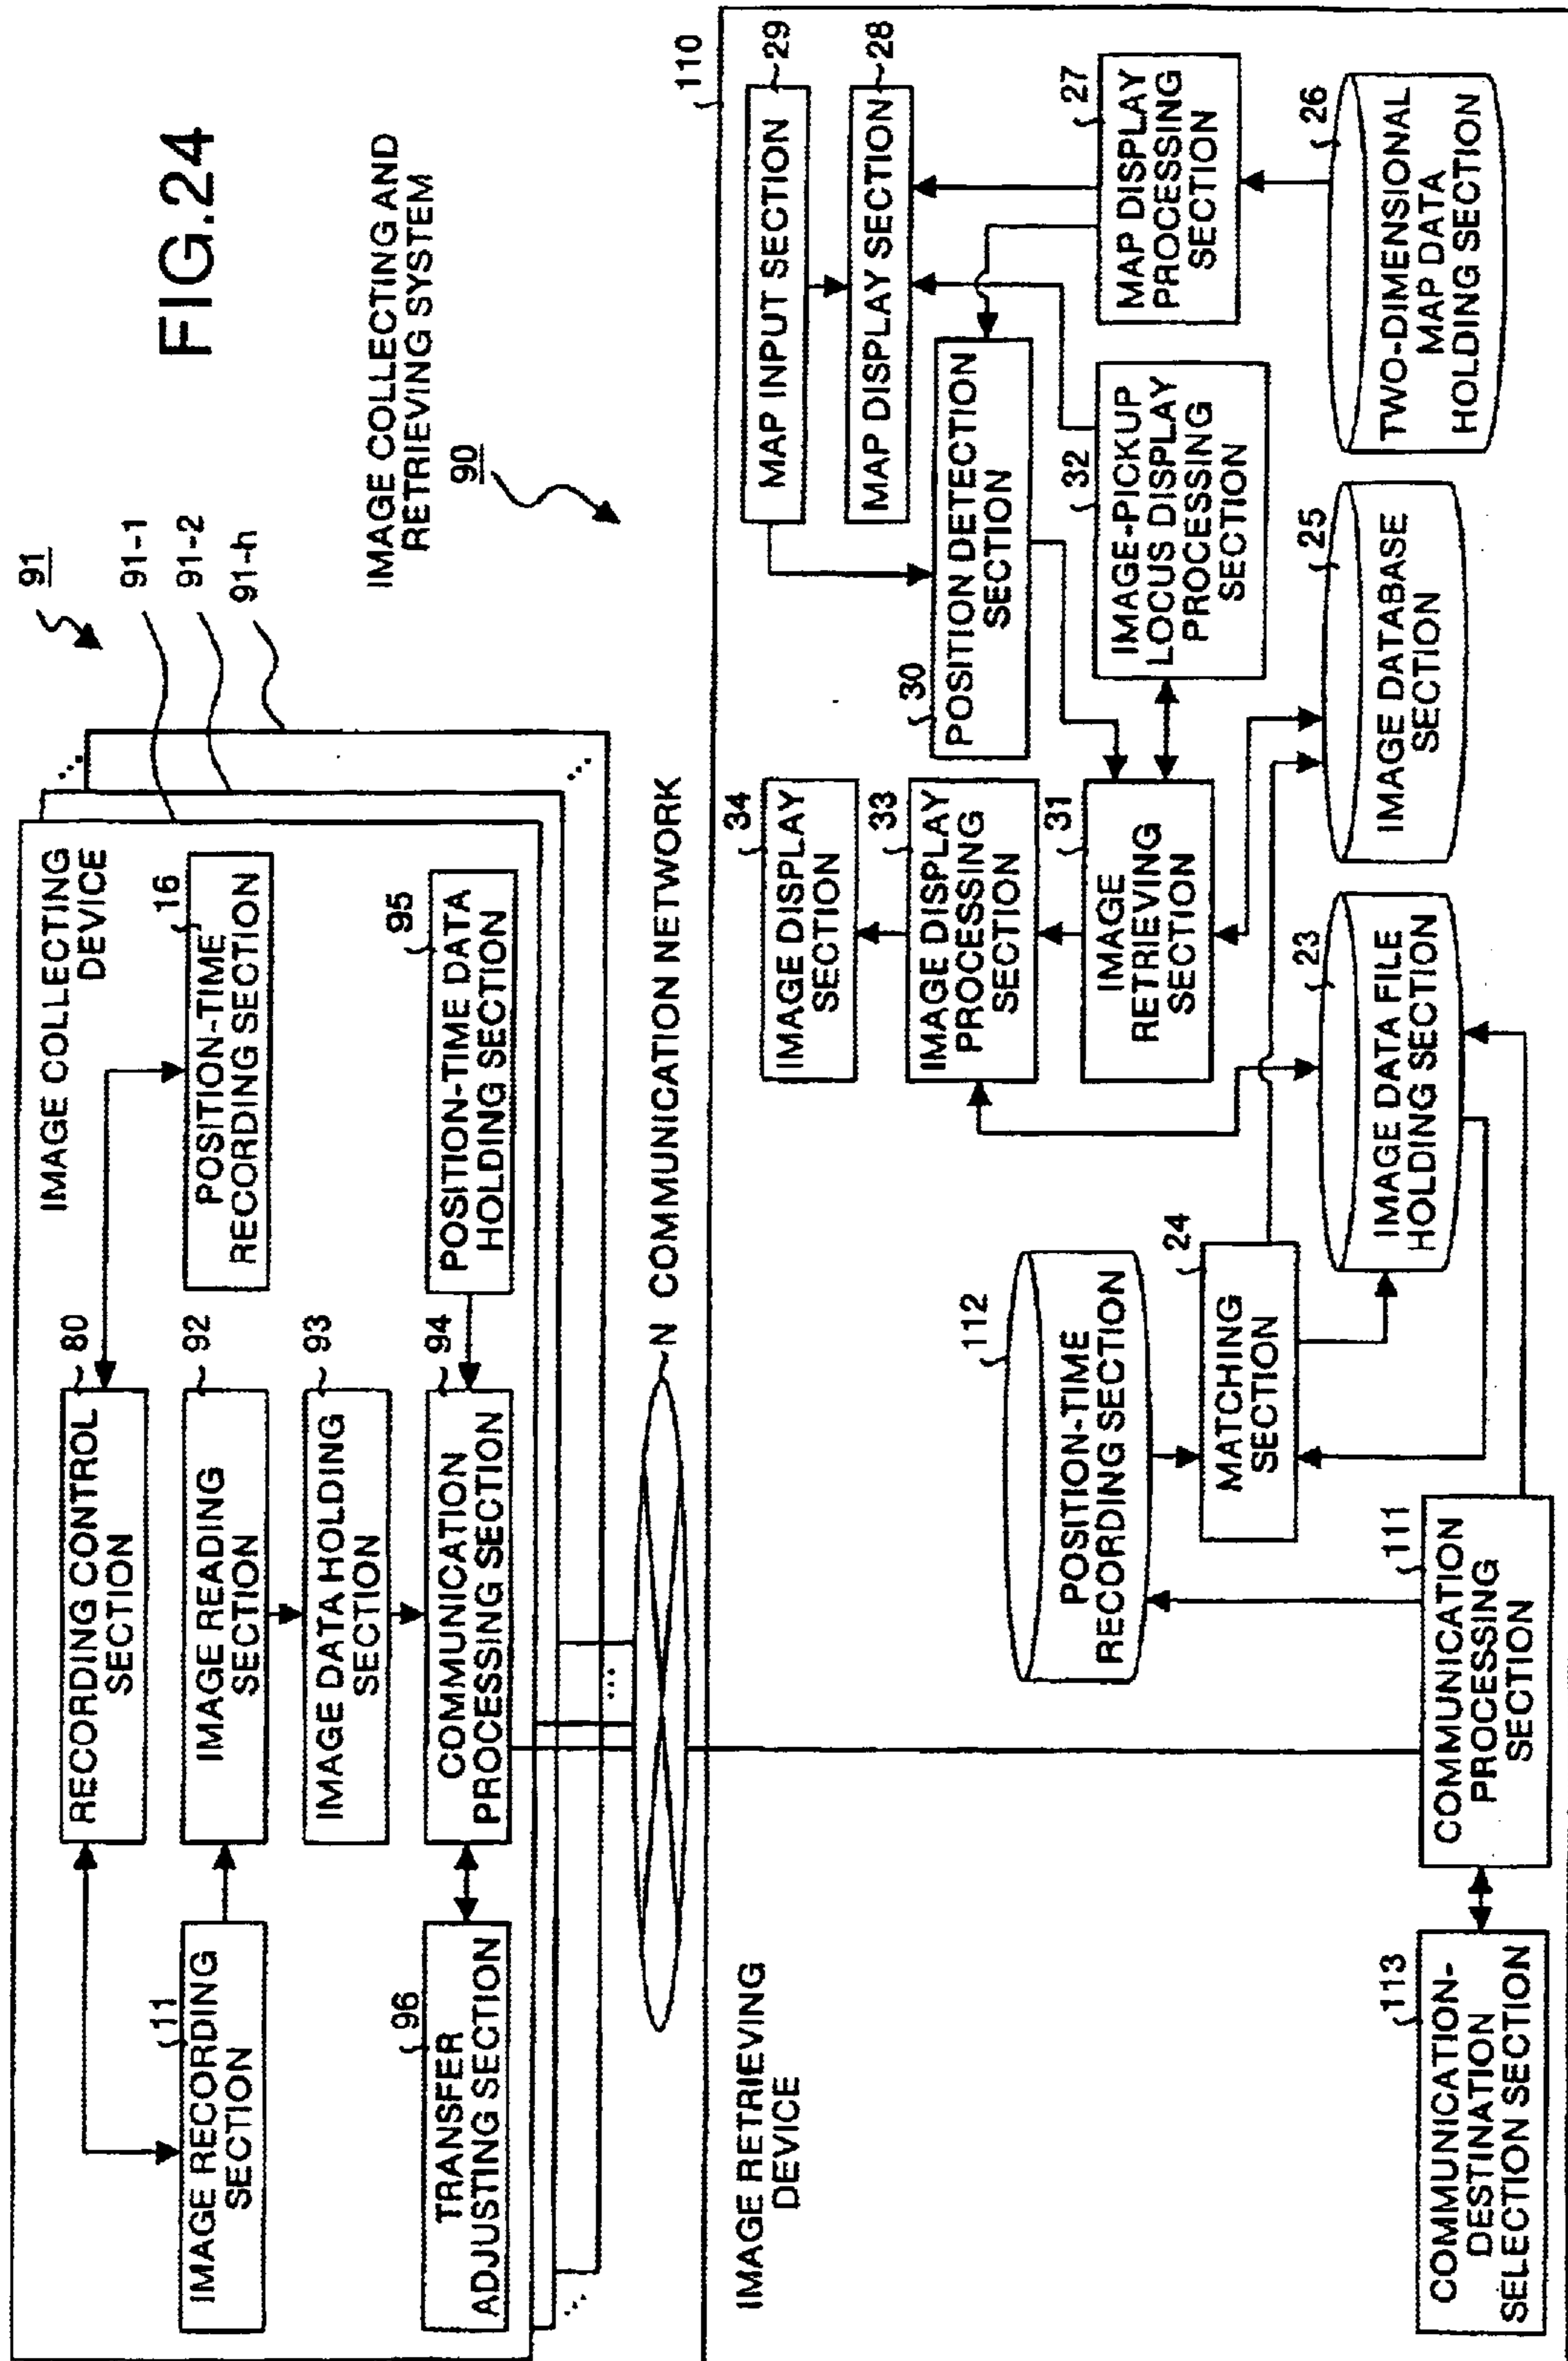 FIG.24
IMAGE COLLECTING AND
RETRIEVING SYSTEM
90
91
91-1
91-2
91-h
IMAGE COLLECTING
DEVICE
80
RECORDING CONTROL
SECTION
16
POSITION-TIME
RECORDING SECTION
11
IMAGE RECORDING
SECTION
92
IMAGE READING
SECTION
93
IMAGE DATA HOLDING
SECTION
96
TRANSFER
ADJUSTING SECTION
94
COMMUNICATION
PROCESSING SECTION
95
POSITION-TIME DATA
HOLDING SECTION
...
...
...
...
N COMMUNICATION NETWORK
IMAGE RETRIEVING
DEVICE
110
34
IMAGE DISPLAY
SECTION
29
MAP INPUT SECTION
28
MAP DISPLAY SECTION
33
IMAGE DISPLAY
PROCESSING
SECTION
30
POSITION DETECTION
SECTION
112
POSITION-TIME
RECORDING SECTION
31
IMAGE
RETRIEVING
SECTION
32
IMAGE-PICKUP
LOCUS DISPLAY
PROCESSING
SECTION
27
MAP DISPLAY
PROCESSING
SECTION
24
MATCHING
SECTION
23
IMAGE DATA FILE
HOLDING SECTION
25
IMAGE DATABASE
SECTION
26
TWO-DIMENSIONAL
MAP DATA
HOLDING SECTION
113
COMMUNICATION-
DESTINATION
SELECTION SECTION
111
COMMUNICATION
PROCESSING
SECTION